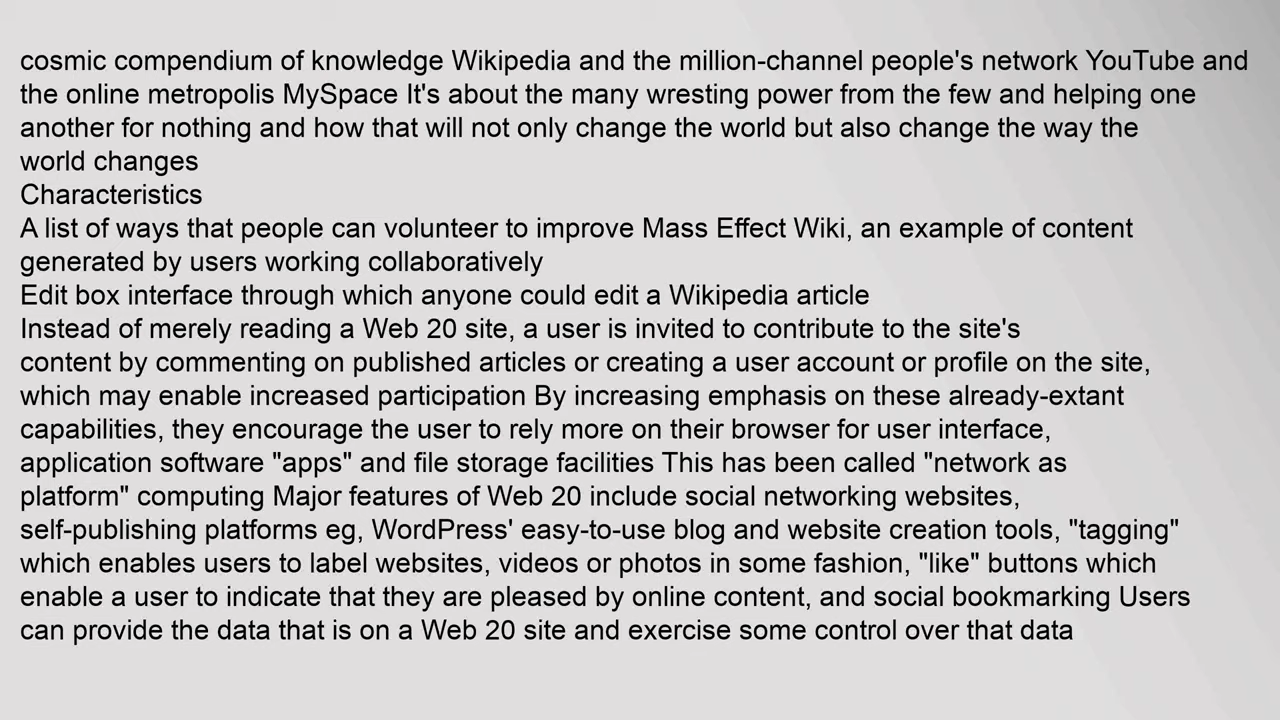 cosmic compendium of knowledge Wikipedia and the million-channel people's network YouTube and
the online metropolis MySpace It's about the many wresting power from the few and helping one
another for nothing and how that will not only change the world but also change the way the
world changes
Characteristics
A list of ways that people can volunteer to improve Mass Effect Wiki, an example of content
generated by users working collaboratively
Edit box interface through which anyone could edit a Wikipedia article
Instead of merely reading a Web 20 site, a user is invited to contribute to the site's
content by commenting on published articles or creating a user account or profile on the site,
which may enable increased participation By increasing emphasis on these already-extant
capabilities, they encourage the user to rely more on their browser for user interface,
application software "apps" and file storage facilities This has been called "network as
platform" computing Major features of Web 20 include social networking websites,
self-publishing platforms eg, WordPress' easy-to-use blog and website creation tools, "tagging"
which enables users to label websites, videos or photos in some fashion, "like" buttons which
enable a user to indicate that they are pleased by online content, and social bookmarking Users
can provide the data that is on a Web 20 site and exercise some control over that data